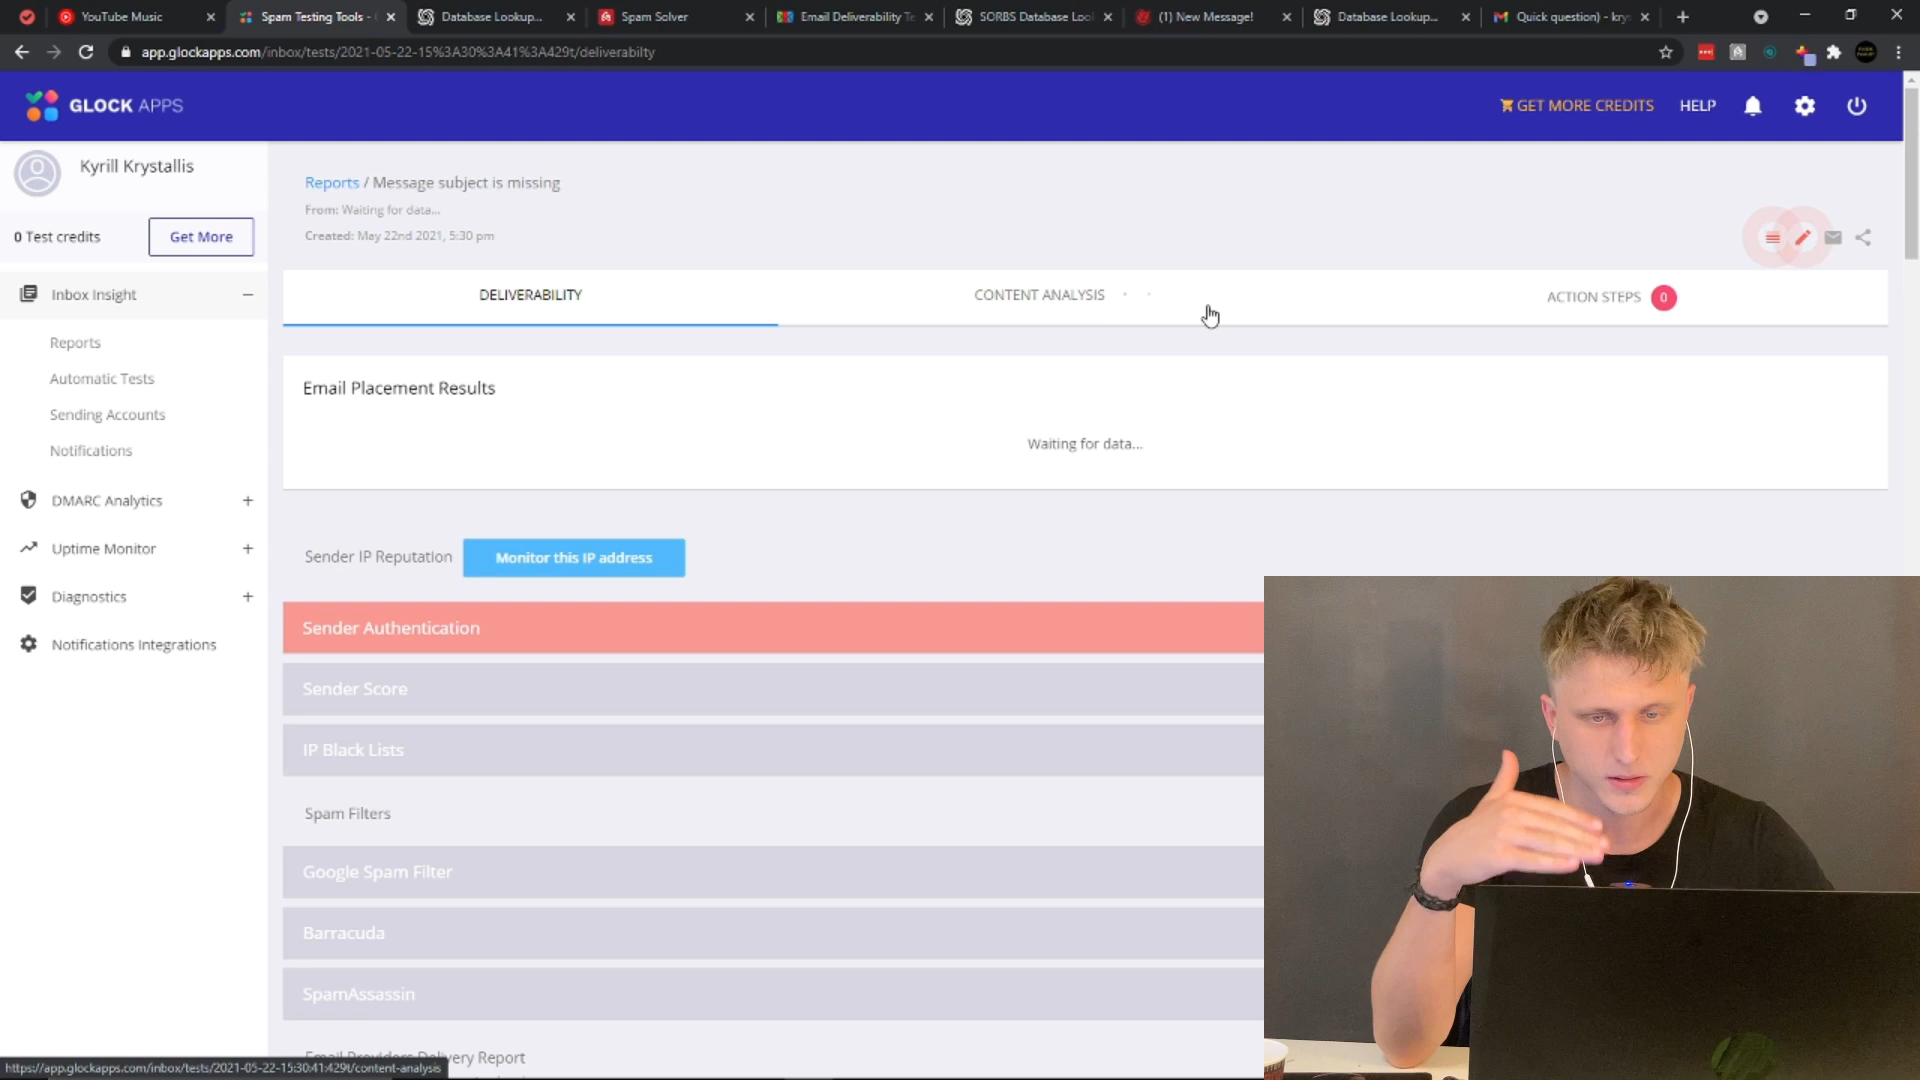 YouTube Music
Spam Testing Tools -
Database Lookup...
Spam Solver
Email Deliverability Te
SORBS Database Loo
(1) New Message!
Database Lookup...
Quick question) - kry
app.glockapps.com/inbox/tests/2021-05-22-15%3A30%3A41%3A429t/deliverabilty
GLOCK APPS
GET MORE CREDITS
HELP
Kyrill Krystallis
0 Test credits
Get More
Inbox Insight
Reports
Automatic Tests
Sending Accounts
Notifications
DMARC Analytics
Uptime Monitor
Diagnostics
Notifications Integrations
Reports / Message subject is missing
From: Waiting for data...
Created: May 22nd 2021, 5:30 pm
DELIVERABILITY
CONTENT ANALYSIS
ACTION STEPS 0
Email Placement Results
Waiting for data...
Sender IP Reputation
Monitor this IP address
Sender Authentication
Sender Score
IP Black Lists
Spam Filters
Google Spam Filter
Barracuda
SpamAssassin
Email Providers Delivery Report
https://app.glockapps.com/inbox/tests/2021-05-22-15:30:41:429t/content-analysis